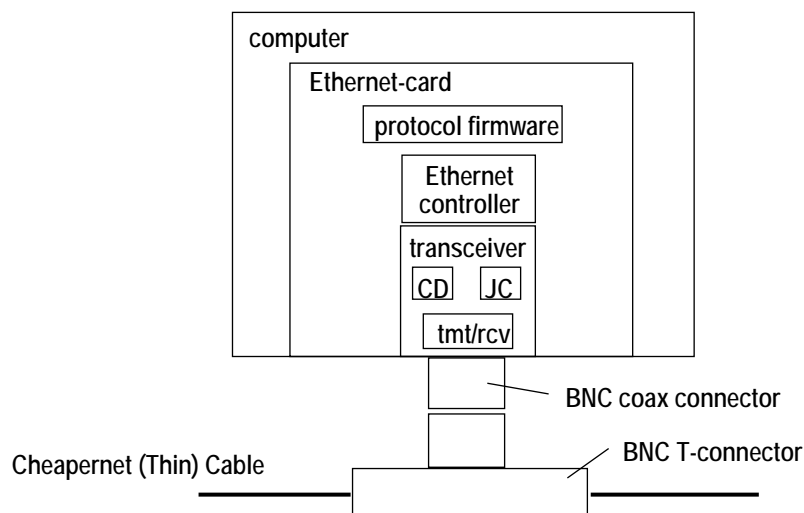 computer
Ethernet-card
protocol firmware
Ethernet
controller
transceiver
CD JC
tmt/rcv
BNC coax connector
BNC T-connector
Cheapernet (Thin) Cable